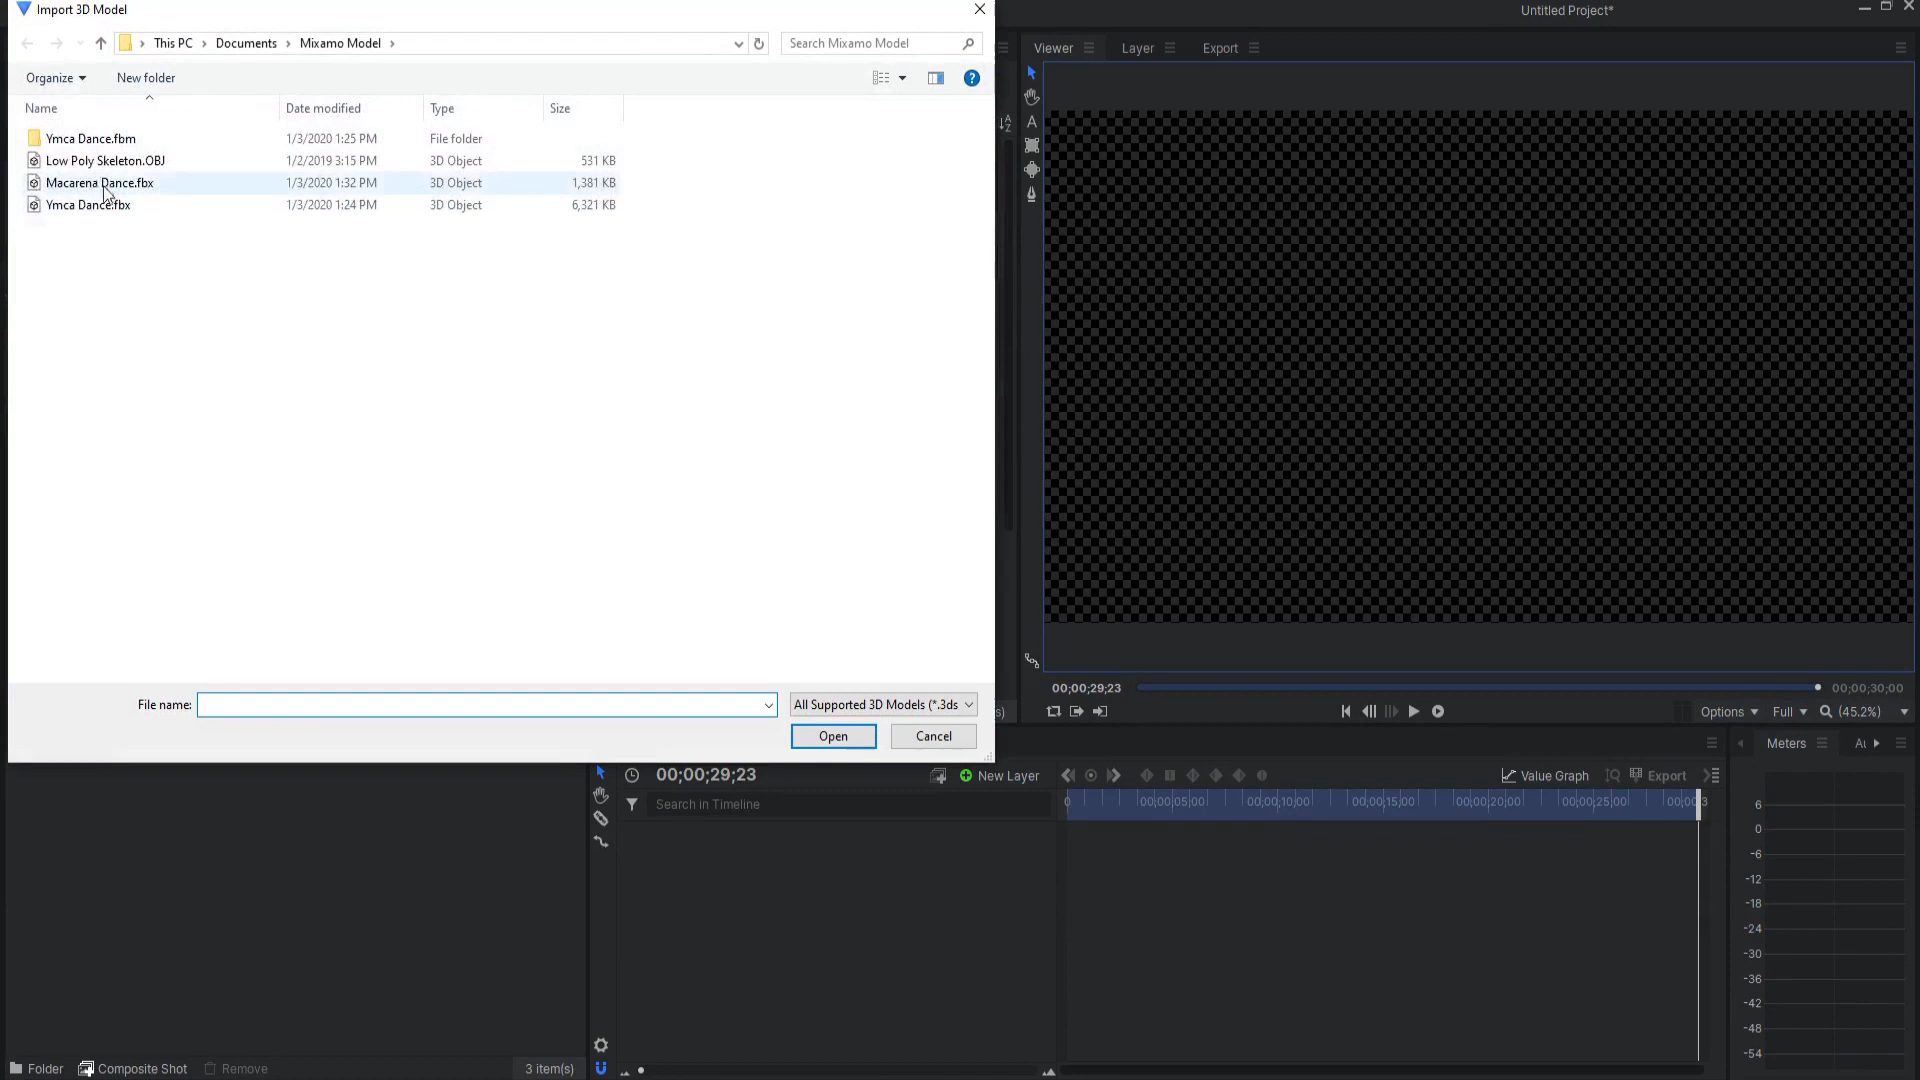 Import 3D Model
Untitled Project*
This PC
Documents
Mixamo Model
Search Mixamo Model
Viewer
Layer
Export
Organize
New folder
Name
Date modified
Type
Size
Ymca Dance.fbm
1/3/2020 1:25 PM
File folder
Low Poly Skeleton.OBJ
1/2/2019 3:15 PM
3D Object
531 KB
Macarena Dance.fbx
1/3/2020 1:32 PM
3D Object
1,381 KB
Ymca Dance.fbx
1/3/2020 1:24 PM
3D Object
6,321 KB
File name:
All Supported 3D Models (*.3ds
Open
Cancel
00;00;29;23
00;00;30;00
Options
Full
(45.2%)
Meters
00;00;29;23
New Layer
Value Graph
Export
Search in Timeline
0
00;00;05;00
00;00;10;00
00;00;15;00
00;00;20;00
00;00;25;00
00;00;3
6
0
-6
-12
-18
-24
-30
-36
-42
-48
-54
Folder
Composite Shot
Remove
3 item(s)